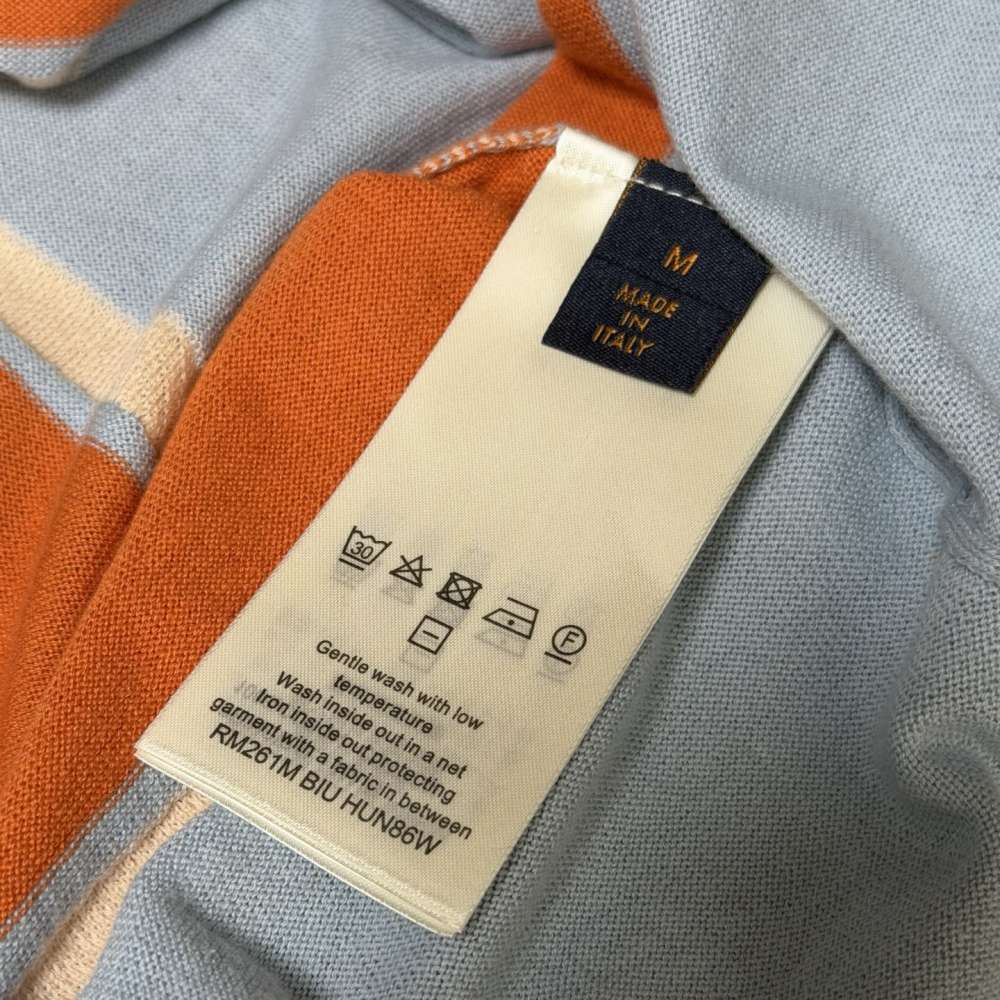 M
MADE
IN
ITALY
30
F
Gentle wash with low
temperature
Wash inside out in a net
Iron inside out protecting
garment with a fabric in between
RM261M BIU HUN86W